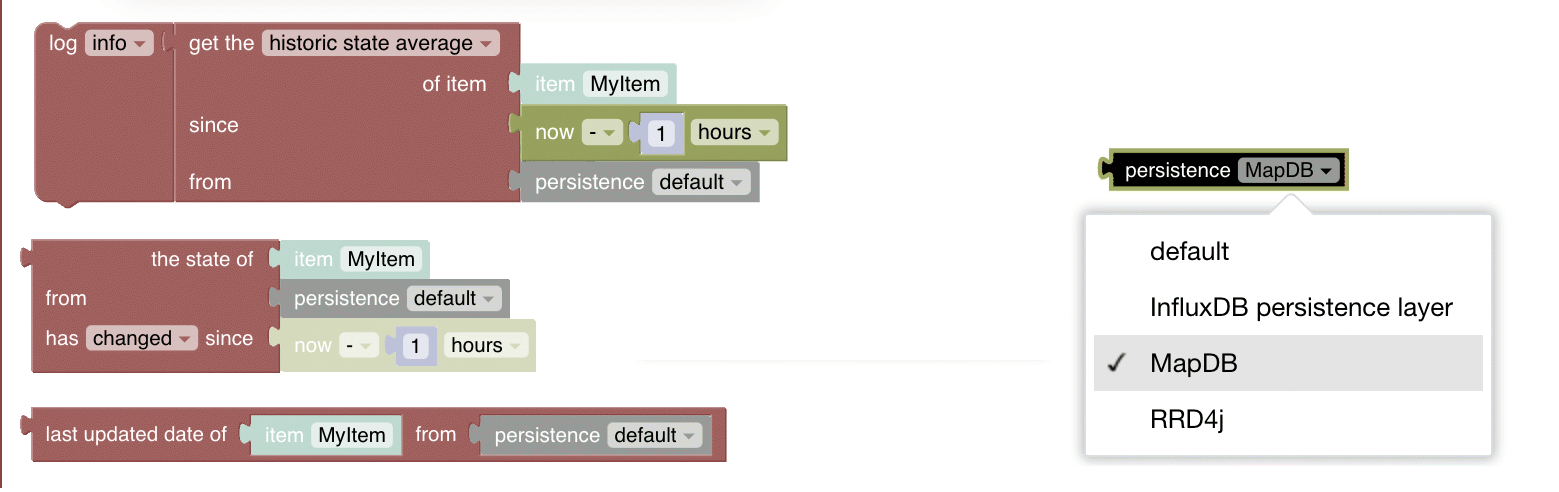 log info get the historic state average
of item item MyItem
since now - 1 hours
from persistence default
the state of item MyItem
from persistence default
has changed since now - 1 hours
last updated date of item MyItem from persistence default
persistence MapDB
default
InfluxDB persistence layer
✓ MapDB
RRD4j